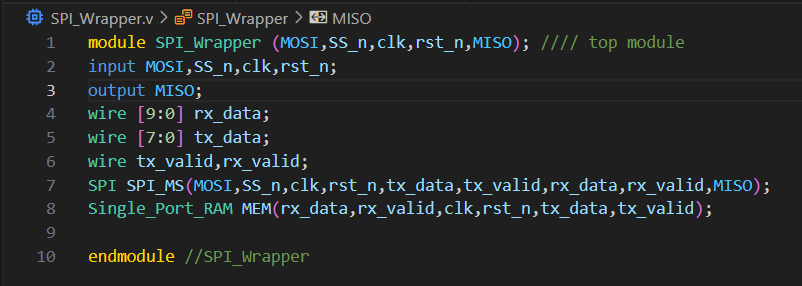 SPI_Wrapper.v > SPI_Wrapper > MISO
1 module SPI_Wrapper (MOSI,SS_n,clk,rst_n,MISO); //// top module
2 input MOSI,SS_n,clk,rst_n;
3 output MISO;
4 wire [9:0] rx_data;
5 wire [7:0] tx_data;
6 wire tx_valid,rx_valid;
7 SPI SPI_MS(MOSI,SS_n,clk,rst_n,tx_data,tx_valid,rx_data,rx_valid,MISO);
8 Single_Port_RAM MEM(rx_data,rx_valid,clk,rst_n,tx_data,tx_valid);
9
10 endmodule //SPI_Wrapper